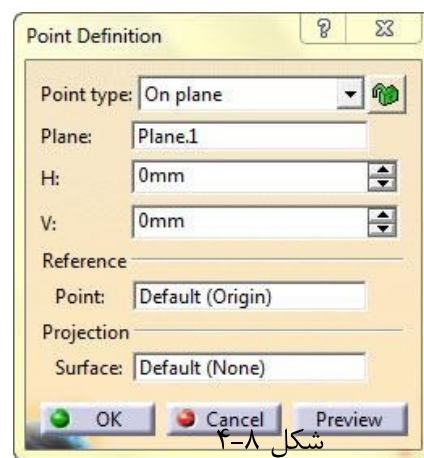 Point Definition
Point type: On plane
Plane: Plane.1
H: 0mm
V: 0mm
Reference
Point: Default (Origin)
Projection
Surface: Default (None)
OK Cancel Preview
شکل ۸-۴